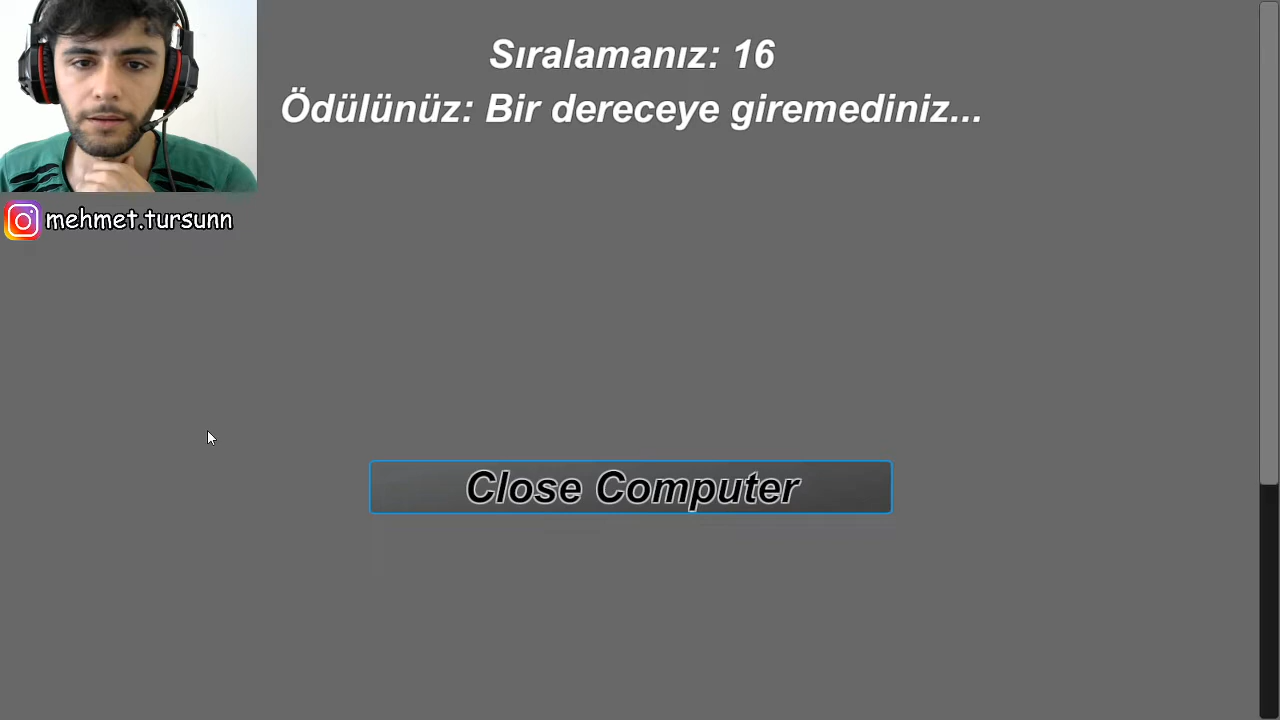 Sıralamanız: 16
Ödülünüz: Bir dereceye giremediniz...
mehmet.tursunn
Close Computer